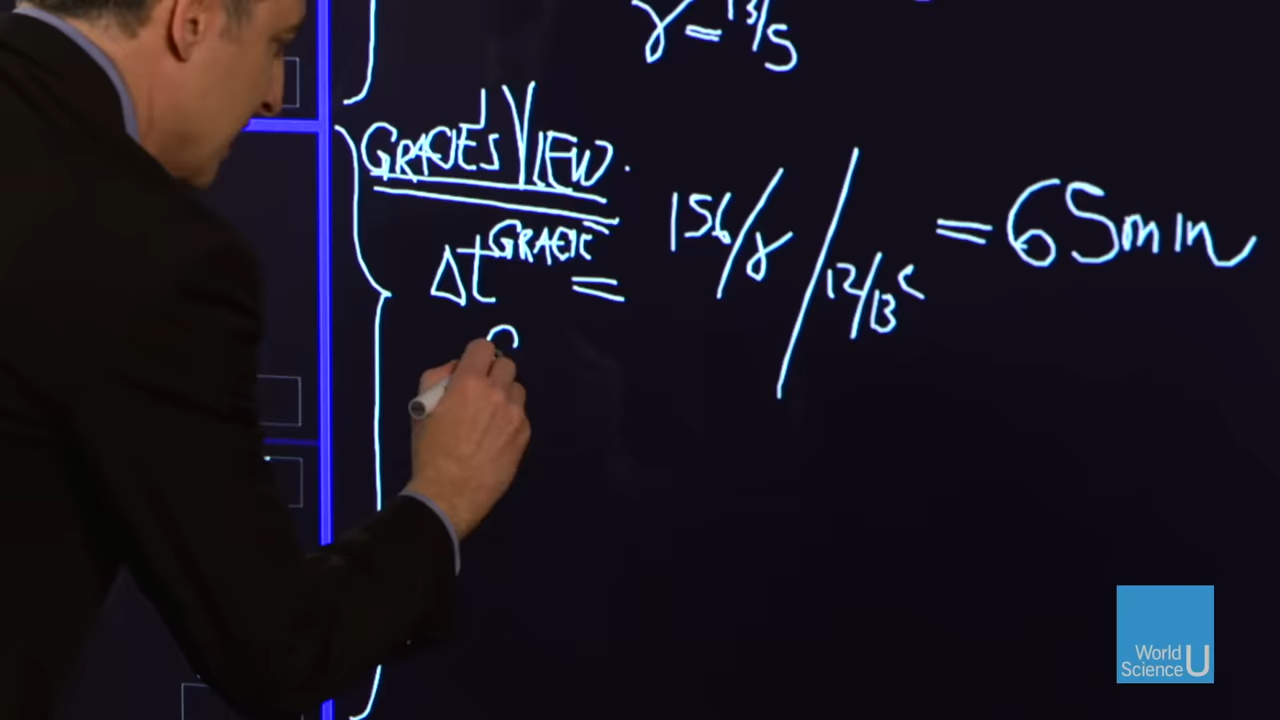 γ = 13/5
GRACIE'S VIEW.
Δt^GRACIE = 156/γ / 12/13 c = 65 min
World
Science U